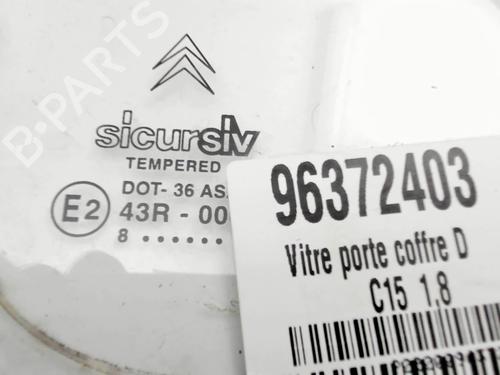 B-PARTS
sicursiv
TEMPERED
DOT- 36 AS
E2
43R - 00
8 ........
96372403
Vitre porte coffre D
C15 1.8